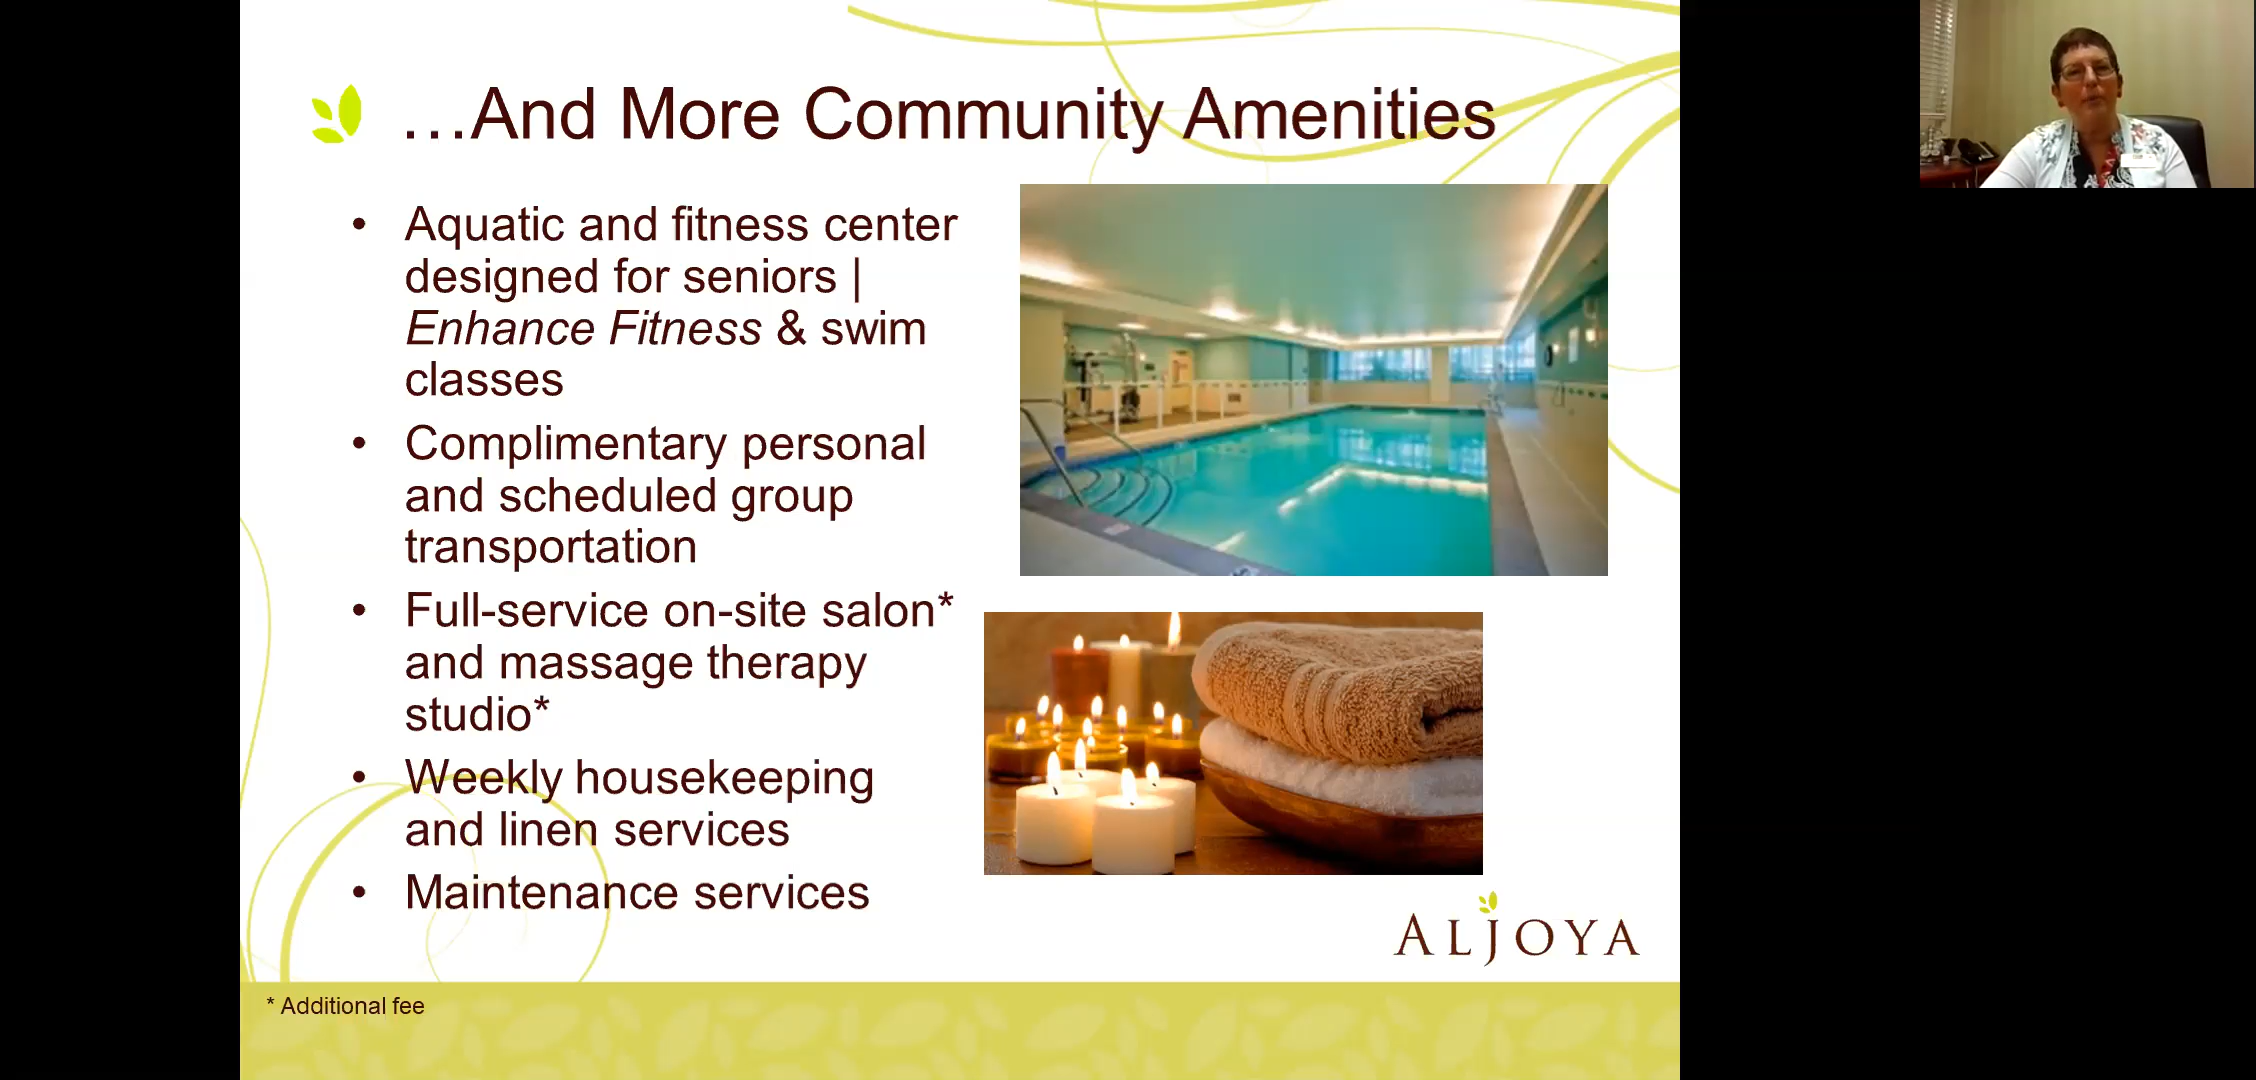 …And More Community Amenities
• Aquatic and fitness center
designed for seniors |
Enhance Fitness & swim
classes
• Complimentary personal
and scheduled group
transportation
• Full-service on-site salon*
and massage therapy
studio*
• Weekly housekeeping
and linen services
• Maintenance services
ALJOYA
* Additional fee